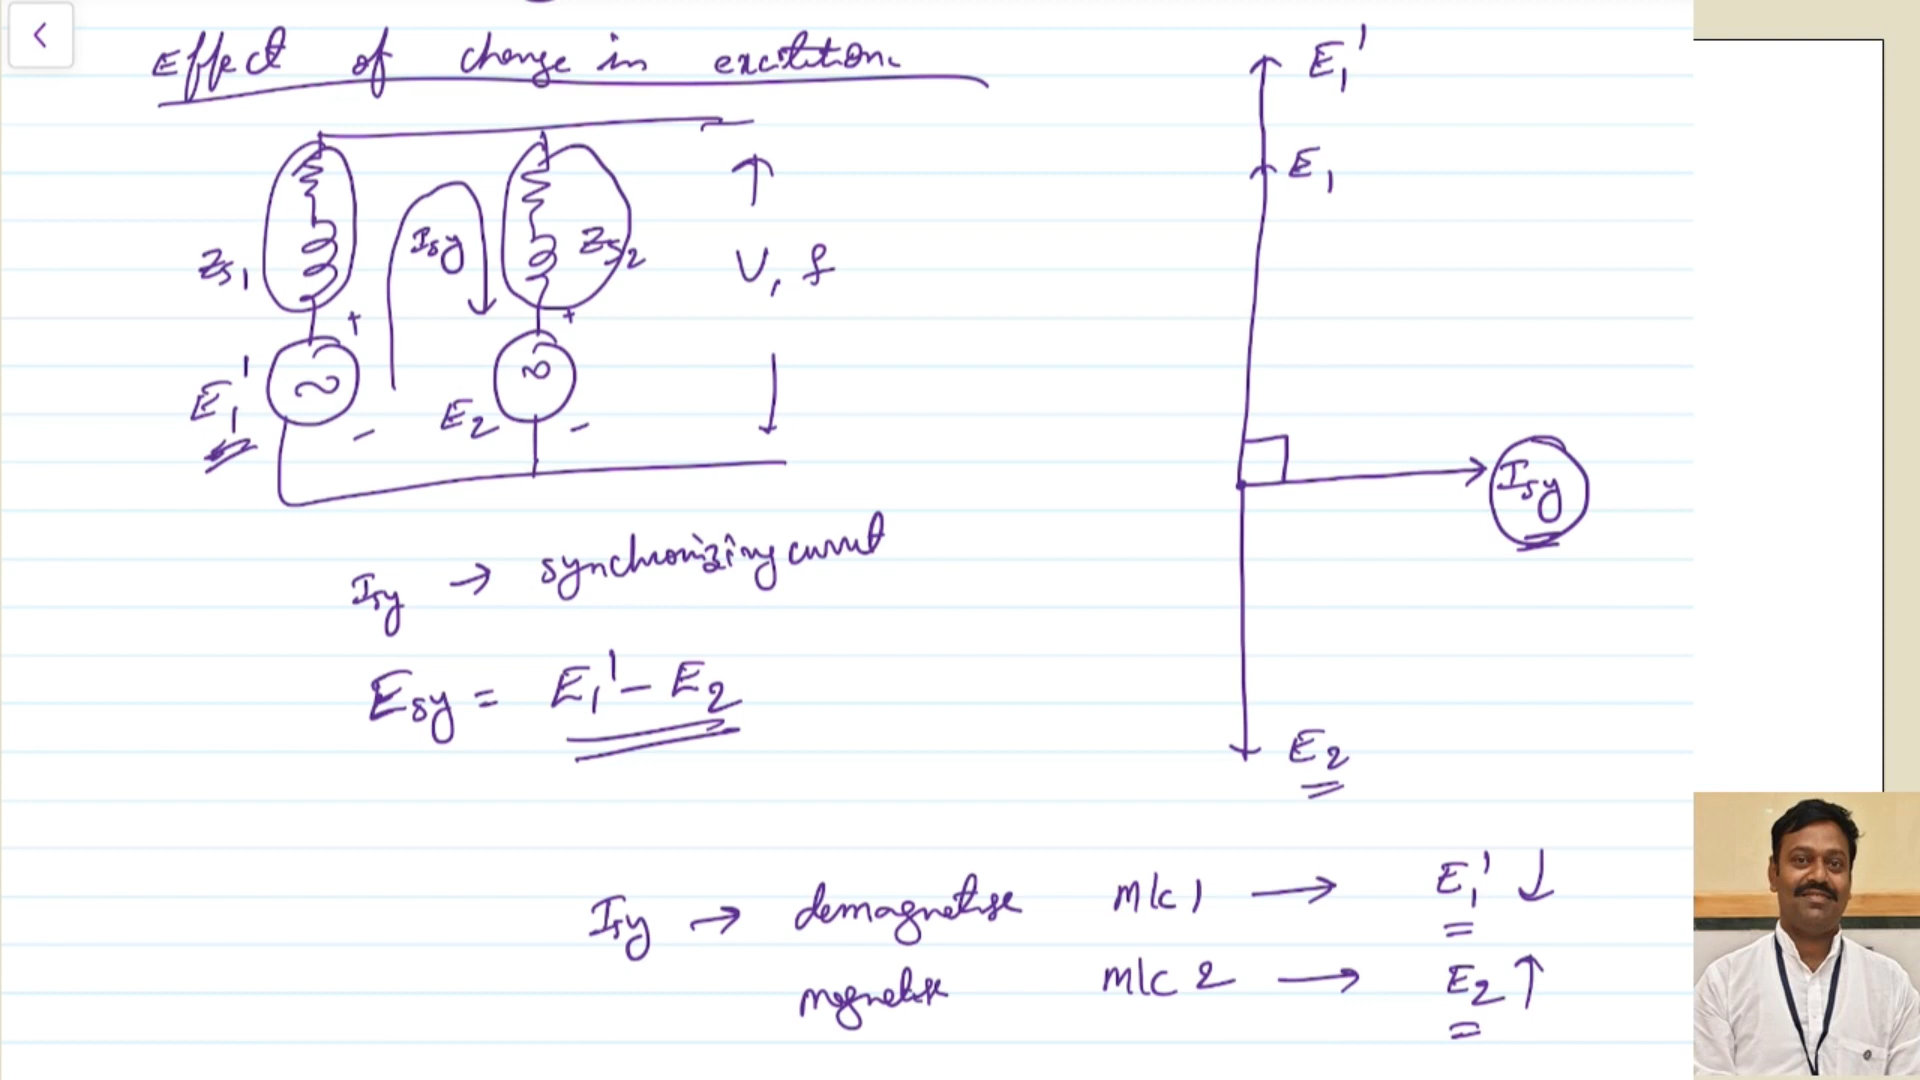 Effect of change in excitation
Zs1
Isy
Zs2
V, f
+
+
E1'
E2
-
-
Isy → synchronizing current
Esy = E1' - E2
E1'
E1
Isy
E2
Isy → demagnetise m/c 1 → E1' ↓
magnetise m/c 2 → E2 ↑